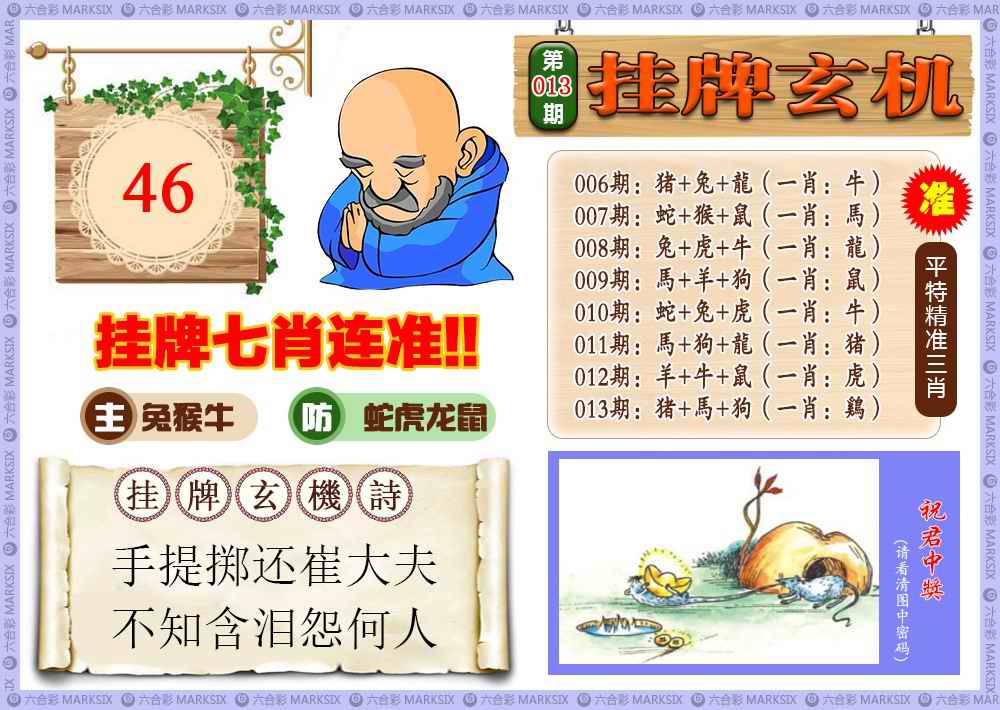 六合彩 MARKSIX
46
第
013
期
挂牌玄机
006期：猪+兔+龍（一肖：牛）
007期：蛇+猴+鼠（一肖：馬）
008期：兔+虎+牛（一肖：龍）
009期：馬+羊+狗（一肖：鼠）
010期：蛇+兔+虎（一肖：牛）
011期：馬+狗+龍（一肖：猪）
012期：羊+牛+鼠（一肖：虎）
013期：猪+馬+狗（一肖：鷄）
准
平特精准三肖
挂牌七肖连准!!
主 兔猴牛
防 蛇虎龙鼠
挂牌玄機詩
手提掷还崔大夫
不知含泪怨何人
祝君中奬
（请看清图中密码）